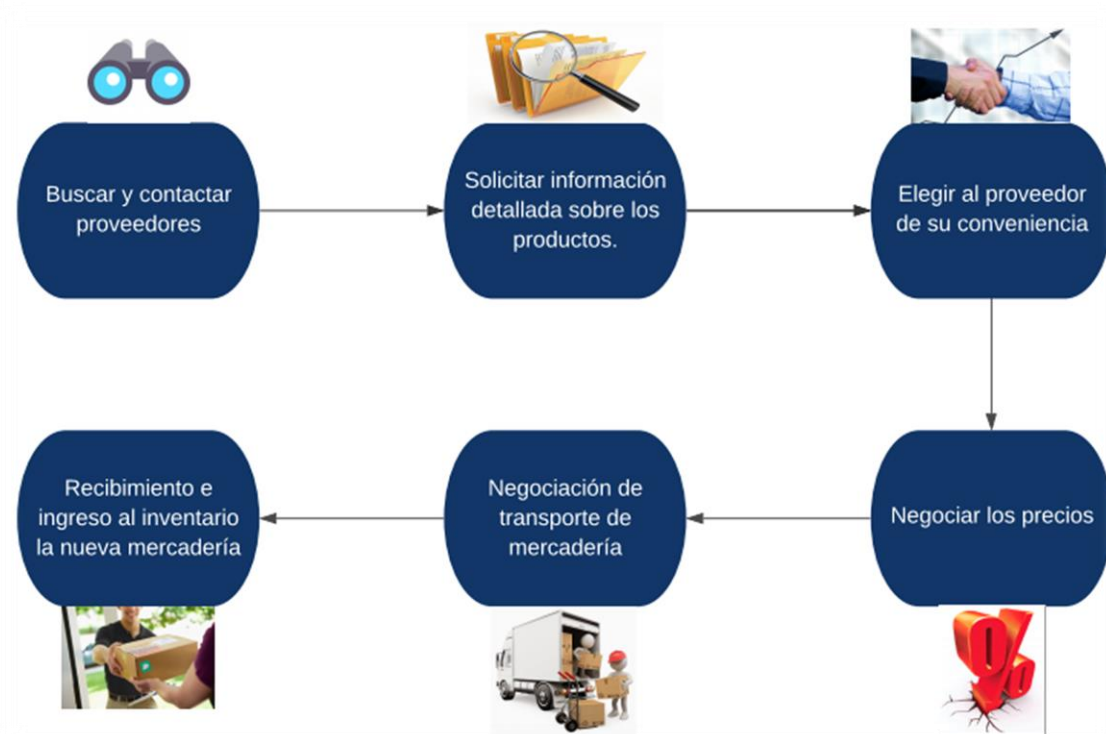 Buscar y contactar
proveedores
Solicitar información
detallada sobre los
productos.
Elegir al proveedor
de su conveniencia
Negociar los precios
Negociación de
transporte de
mercadería
Recibimiento e
ingreso al inventario
la nueva mercadería